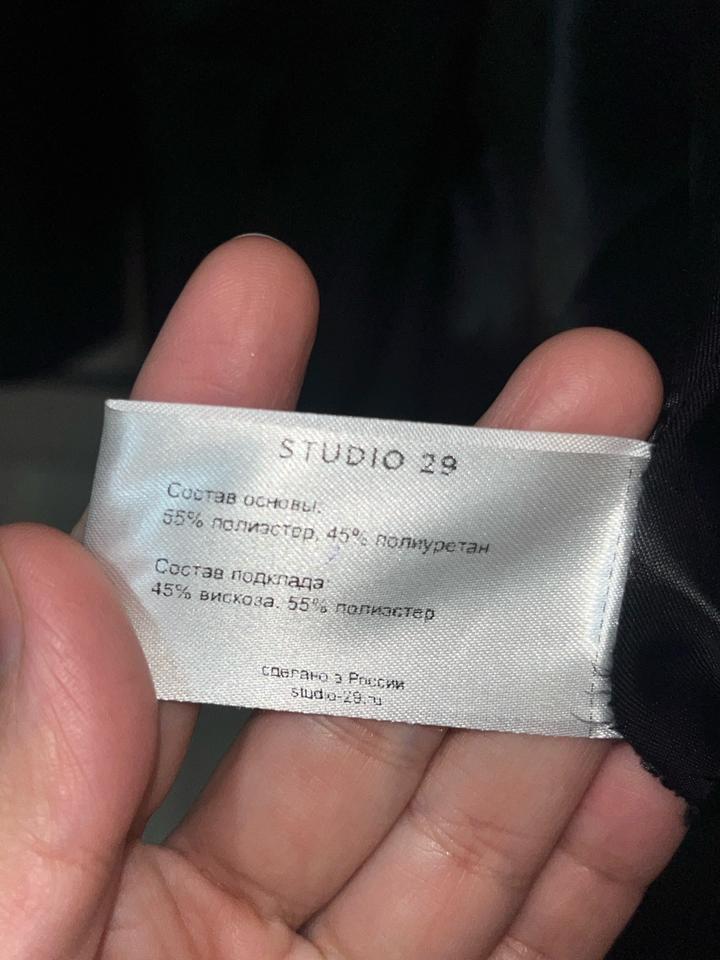 STUDIO 29
Состав основы:
55% полиэстер, 45% полиуретан
Состав подклада:
45% вискоза, 55% полиэстер
сделано в России
studio-29.ru